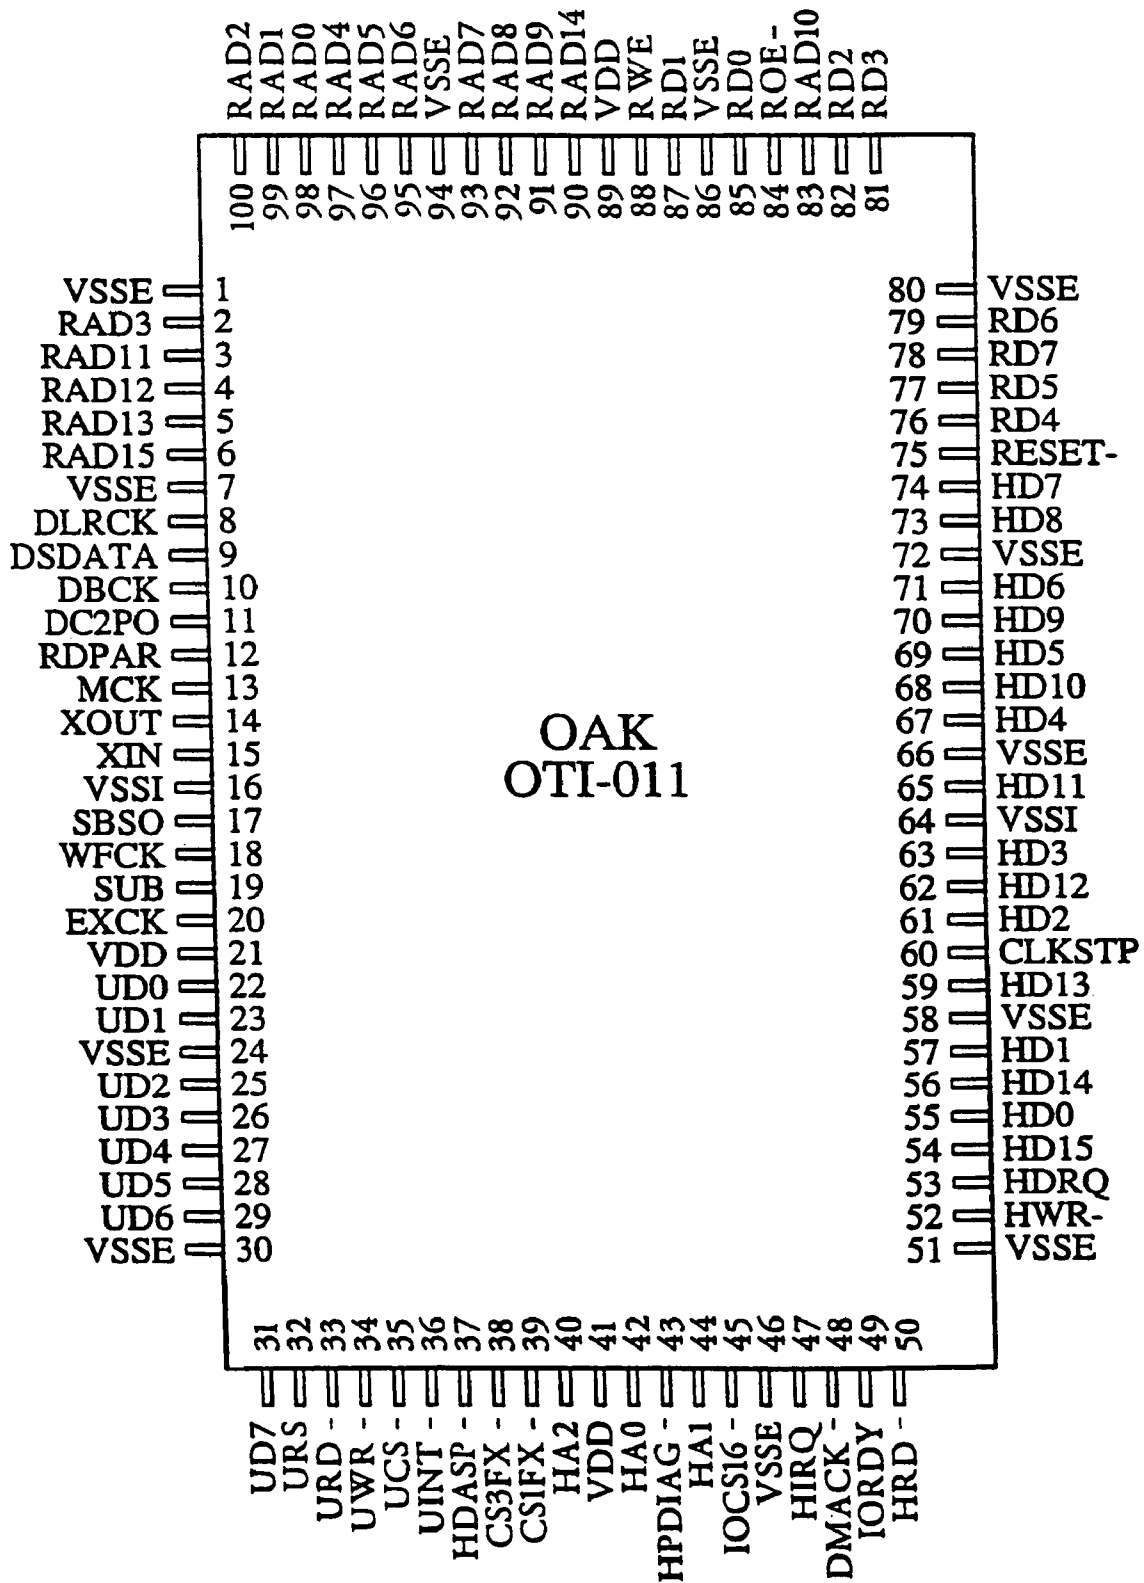 RAD2
RAD1
RAD0
RAD4
RAD5
RAD6
VSSE
RAD7
RAD8
RAD9
RAD14
VDD
RWE
RD1
VSSE
RD0
ROE -
RAD10
RD2
RD3
100
99
98
97
96
95
94
93
92
91
90
89
88
87
86
85
84
83
82
81
VSSE 1
RAD3 2
RAD11 3
RAD12 4
RAD13 5
RAD15 6
VSSE 7
DLRCK 8
DSDATA 9
DBCK 10
DC2PO 11
RDPAR 12
MCK 13
XOUT 14
XIN 15
VSSI 16
SBSO 17
WFCK 18
SUB 19
EXCK 20
VDD 21
UD0 22
UD1 23
VSSE 24
UD2 25
UD3 26
UD4 27
UD5 28
UD6 29
VSSE 30
OAK
OTI-011
80 VSSE
79 RD6
78 RD7
77 RD5
76 RD4
75 RESET-
74 HD7
73 HD8
72 VSSE
71 HD6
70 HD9
69 HD5
68 HD10
67 HD4
66 VSSE
65 HD11
64 VSSI
63 HD3
62 HD12
61 HD2
60 CLKSTP
59 HD13
58 VSSE
57 HD1
56 HD14
55 HD0
54 HD15
53 HDRQ
52 HWR-
51 VSSE
31
32
33
34
35
36
37
38
39
40
41
42
43
44
45
46
47
48
49
50
UD7
URS
URD -
UWR -
UCS -
UINT -
HDASP -
CS3FX -
CS1FX -
HA2
VDD
HA0
HPDIAG -
HA1
IOCS16 -
VSSE
HIRQ
DMACK -
IORDY
HRD -